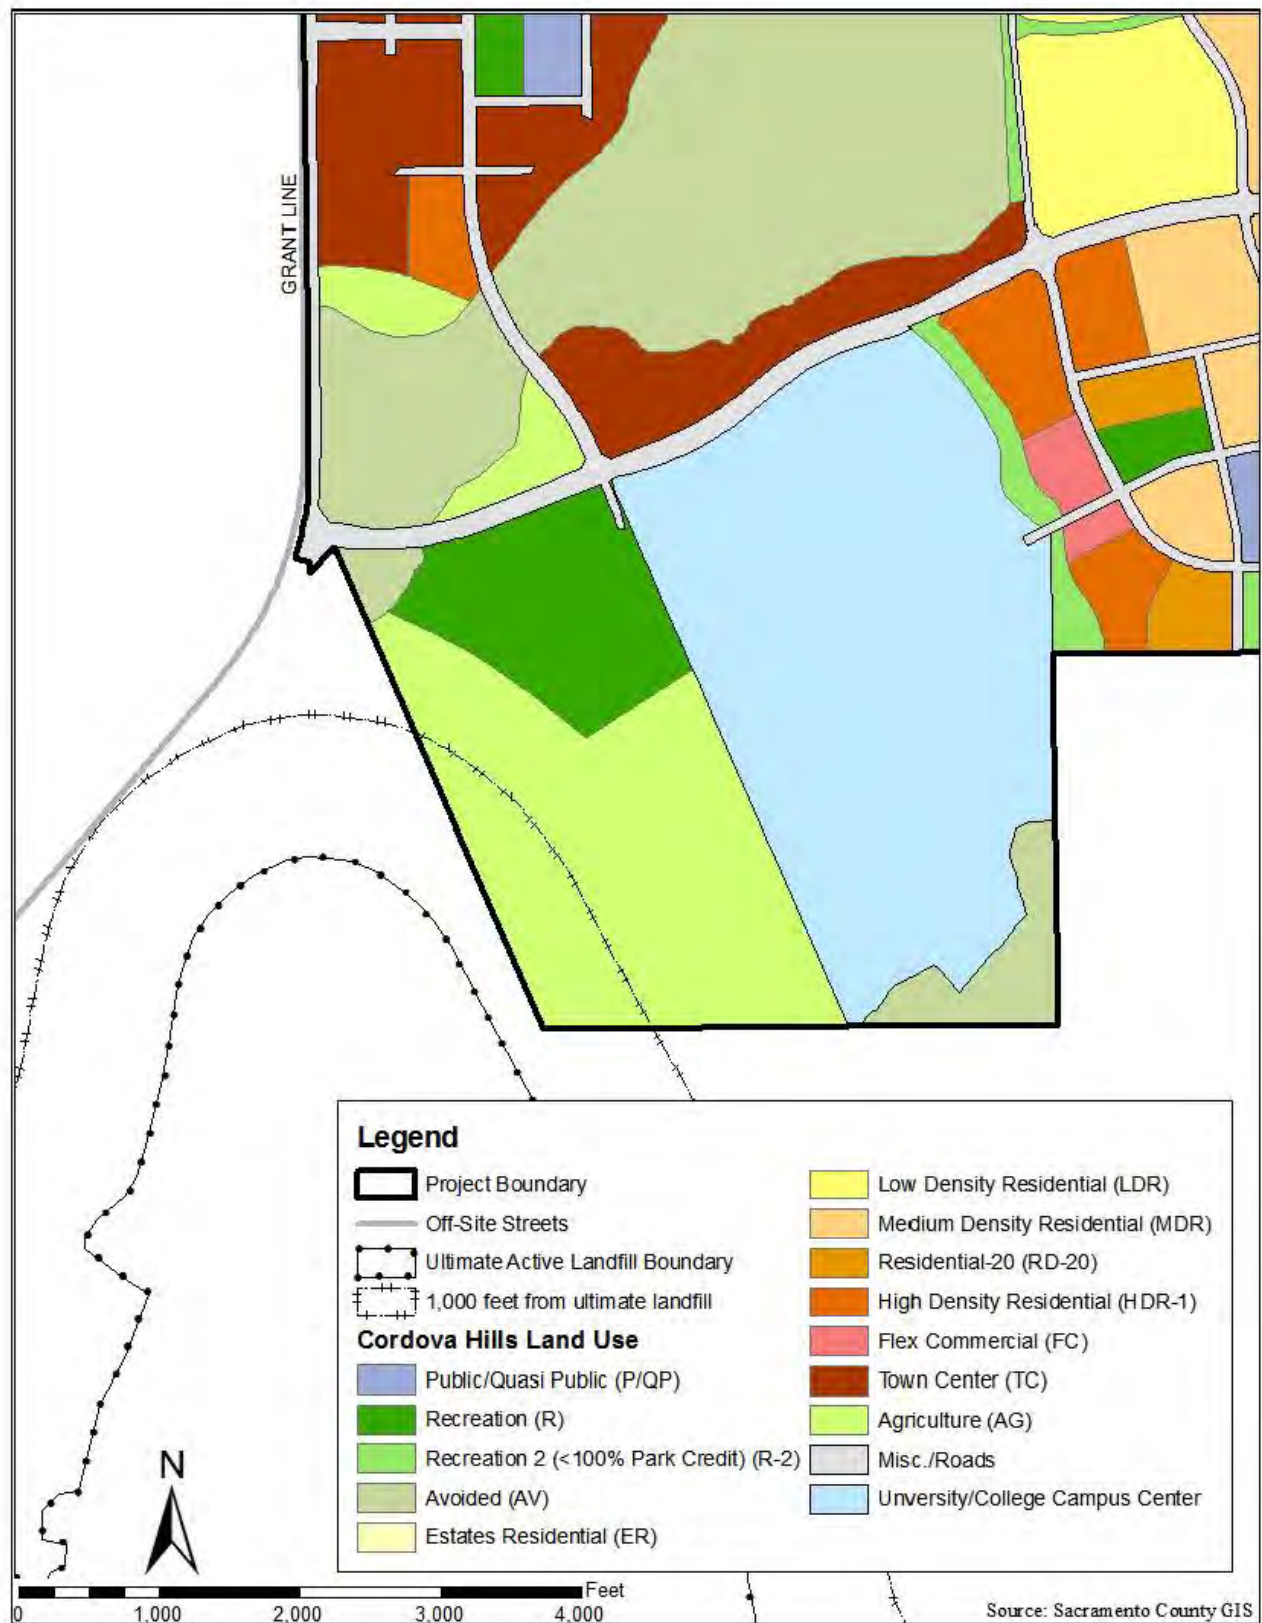 GRANT LINE
Legend
Project Boundary
Off-Site Streets
Ultimate Active Landfill Boundary
1,000 feet from ultimate landfill
Cordova Hills Land Use
Public/Quasi Public (P/QP)
Recreation (R)
Recreation 2 (<100% Park Credit) (R-2)
Avoided (AV)
Estates Residential (ER)
Low Density Residential (LDR)
Medium Density Residential (MDR)
Residential-20 (RD-20)
High Density Residential (HDR-1)
Flex Commercial (FC)
Town Center (TC)
Agriculture (AG)
Misc./Roads
Unversity/College Campus Center
N
Feet
0 1,000 2,000 3,000 4,000
Source: Sacramento County GIS